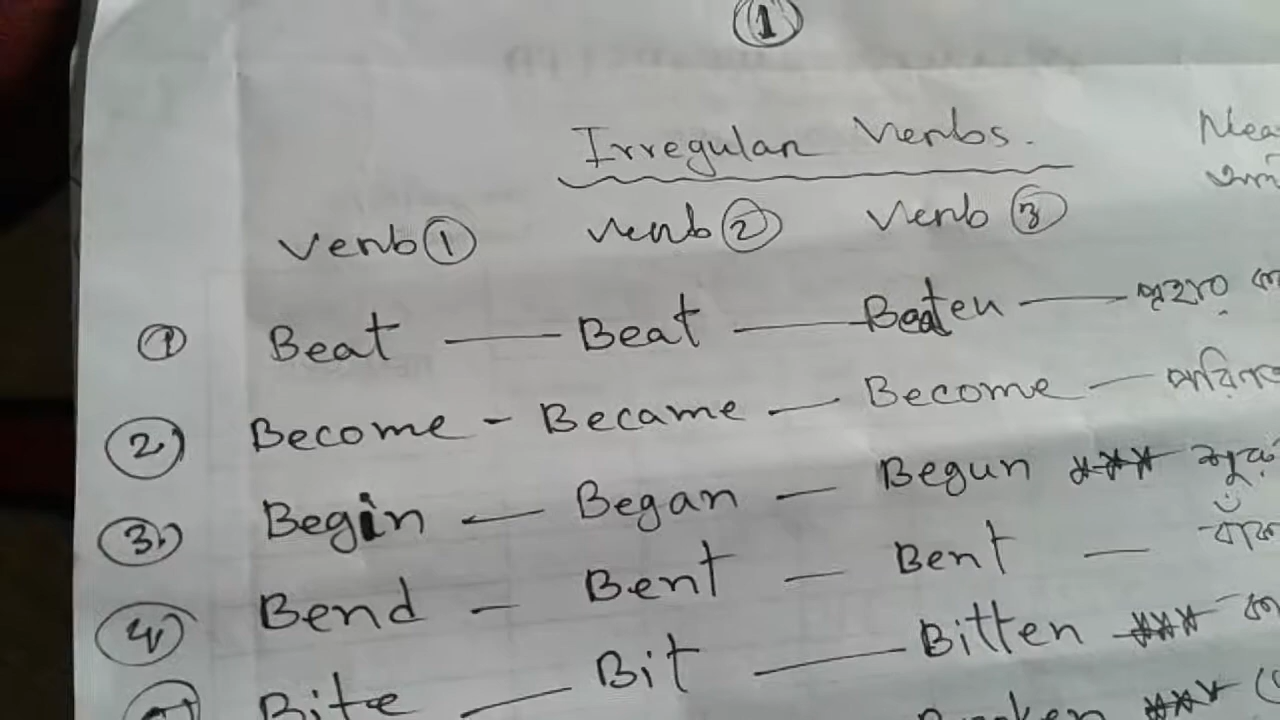 1
Irregular Verbs.
Verb 1 Verb 2 Verb 3
1 Beat — Beat — Beaten —
2. Become - Became — Become —
3. Begin — Began — Begun ***
4. Bend — Bent — Bent —
Bite — Bit — Bitten ***